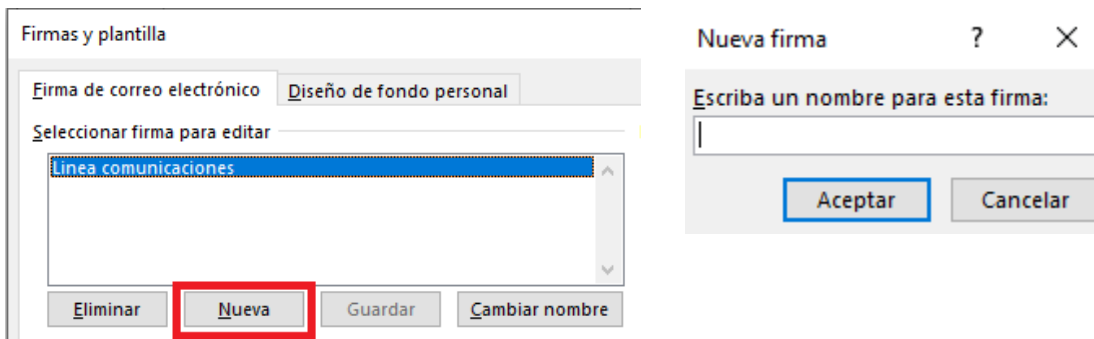 Firmas y plantilla
Firma de correo electrónico
Diseño de fondo personal
Seleccionar firma para editar
Linea comunicaciones
Eliminar
Nueva
Guardar
Cambiar nombre
Nueva firma
?
Escriba un nombre para esta firma:
Aceptar
Cancelar